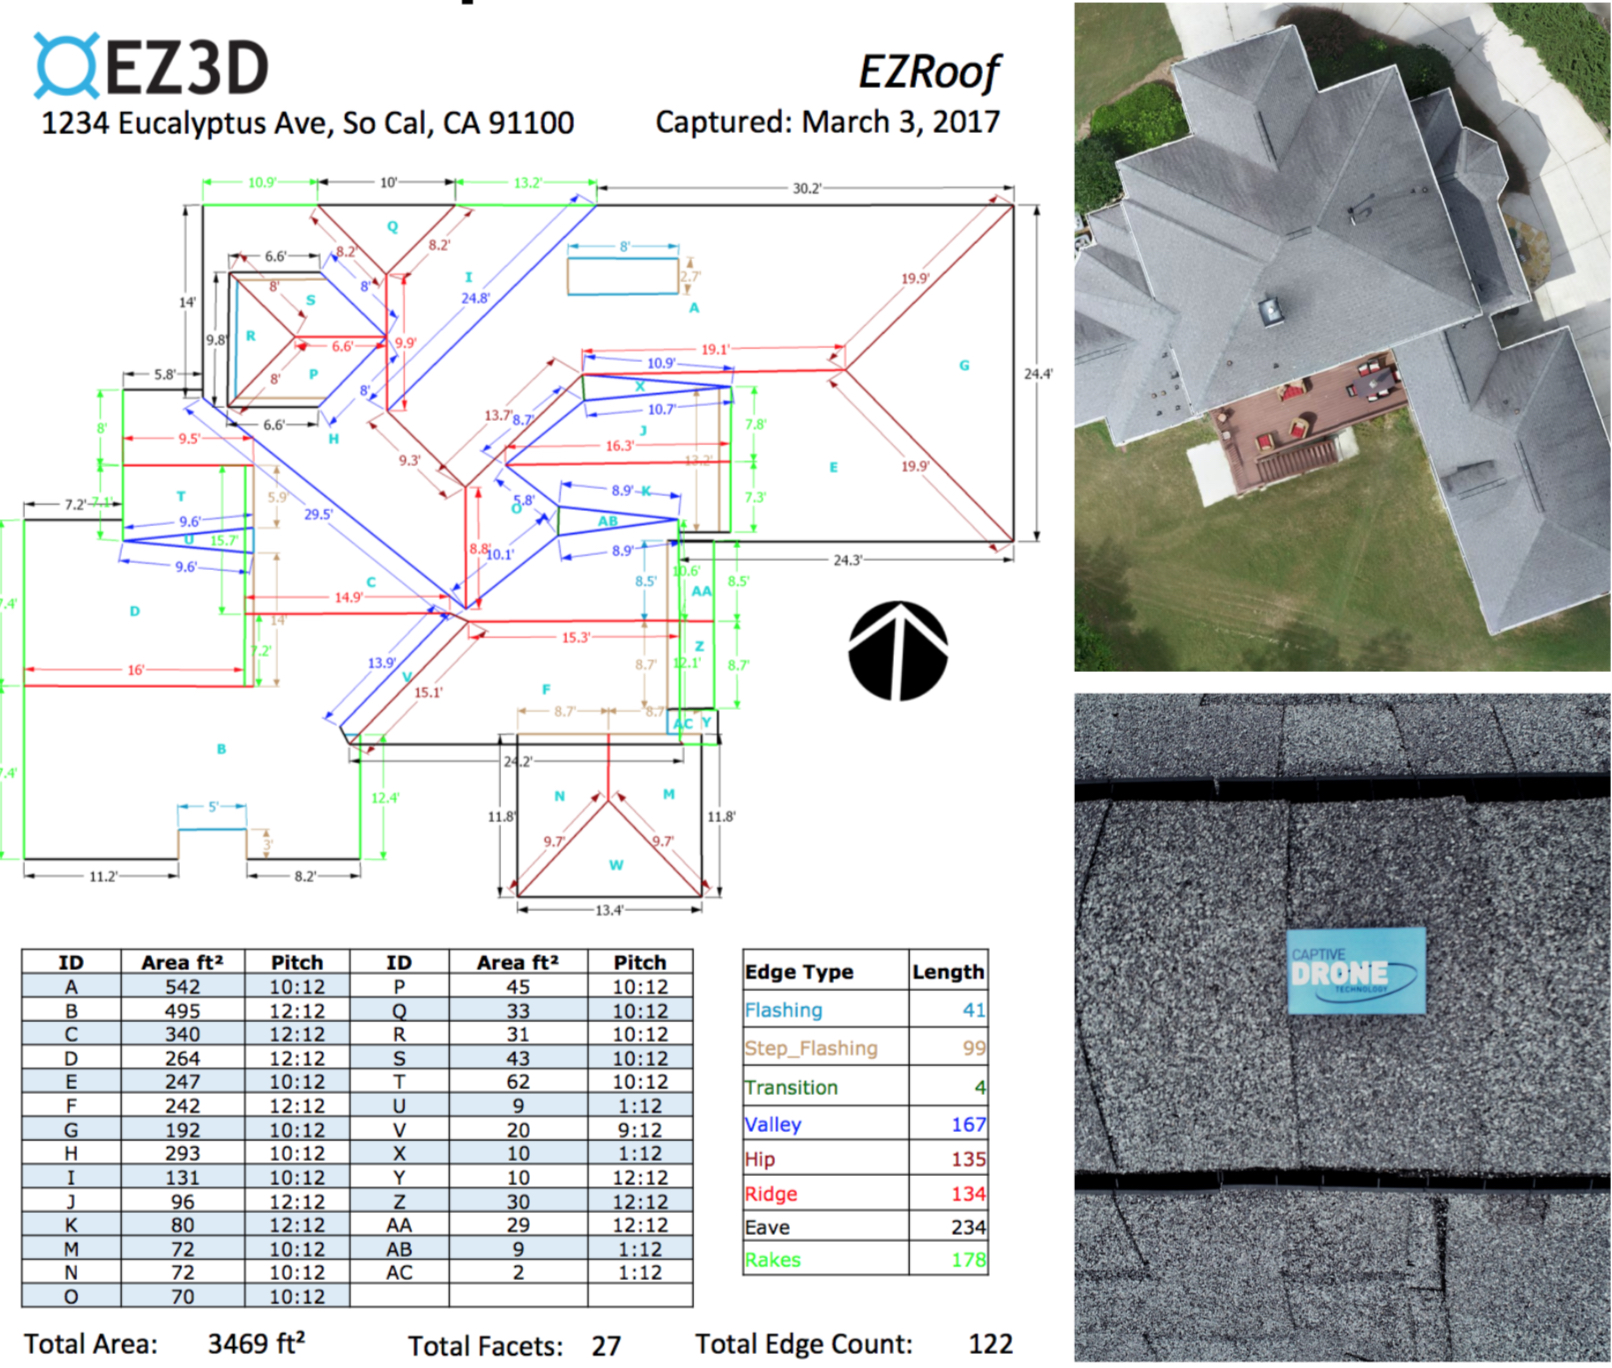 EZ3D
EZRoof
1234 Eucalyptus Ave, So Cal, CA 91100
Captured: March 3, 2017
10.9' 10' 13.2' 30.2'
Q
8.2' 8.2'
6.6' 8' I 8' 19.9'
8' S 24.8' 2.7'
14' A
9.8' R 6.6' 9.9' 19.1'
P 10.9' G 24.4'
5.8' 8' 8' X
13.7' 8.7' 10.7' 7.8'
6.6' H J
8' 9.5' 9.3' 16.3' 13.2' E 19.9'
7.2' 7.1' T 5.9' 5.8' 8.9' K 7.3'
9.6' 29.5' O AB
U 15.7' 8.8' 10.1' 8.9' 24.3'
9.6' C 8.5' 10.6' 8.5'
7.4' D 14.9' AA
14' 15.3'
7.2' Z
16' 13.9' V 8.7' 12.1' 8.7'
15.1' F
8.7' 8.7'
B AC Y
24.2'
7.4' 12.4'
5' 11.8' N M 11.8'
3' 9.7' 9.7'
W
11.2' 8.2'
13.4'
ID Area ft² Pitch ID Area ft² Pitch
A 542 10:12 P 45 10:12
B 495 12:12 Q 33 10:12
C 340 12:12 R 31 10:12
D 264 12:12 S 43 10:12
E 247 10:12 T 62 10:12
F 242 12:12 U 9 1:12
G 192 10:12 V 20 9:12
H 293 10:12 X 10 1:12
I 131 10:12 Y 10 12:12
J 96 12:12 Z 30 12:12
K 80 12:12 AA 29 12:12
M 72 10:12 AB 9 1:12
N 72 10:12 AC 2 1:12
O 70 10:12
Edge Type Length
Flashing 41
Step_Flashing 99
Transition 4
Valley 167
Hip 135
Ridge 134
Eave 234
Rakes 178
Total Area: 3469 ft² Total Facets: 27 Total Edge Count: 122
CAPTIVE
DRONE
TECHNOLOGY